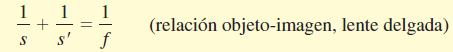 1/s + 1/s' = 1/f (relación objeto-imagen, lente delgada)